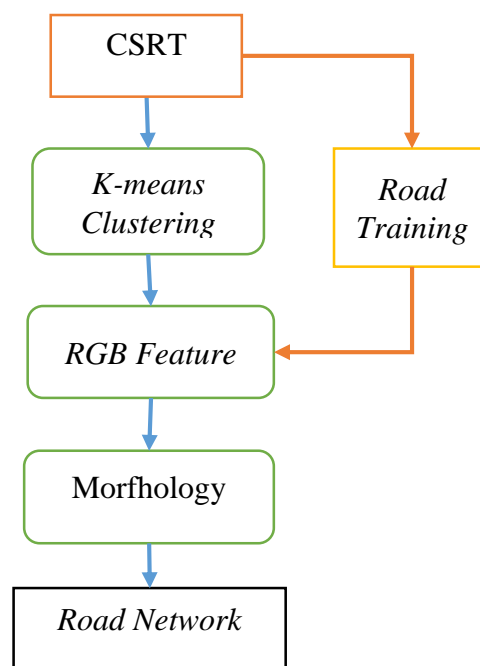 CSRT
K-means
Clustering
Road
Training
RGB Feature
Morfhology
Road Network